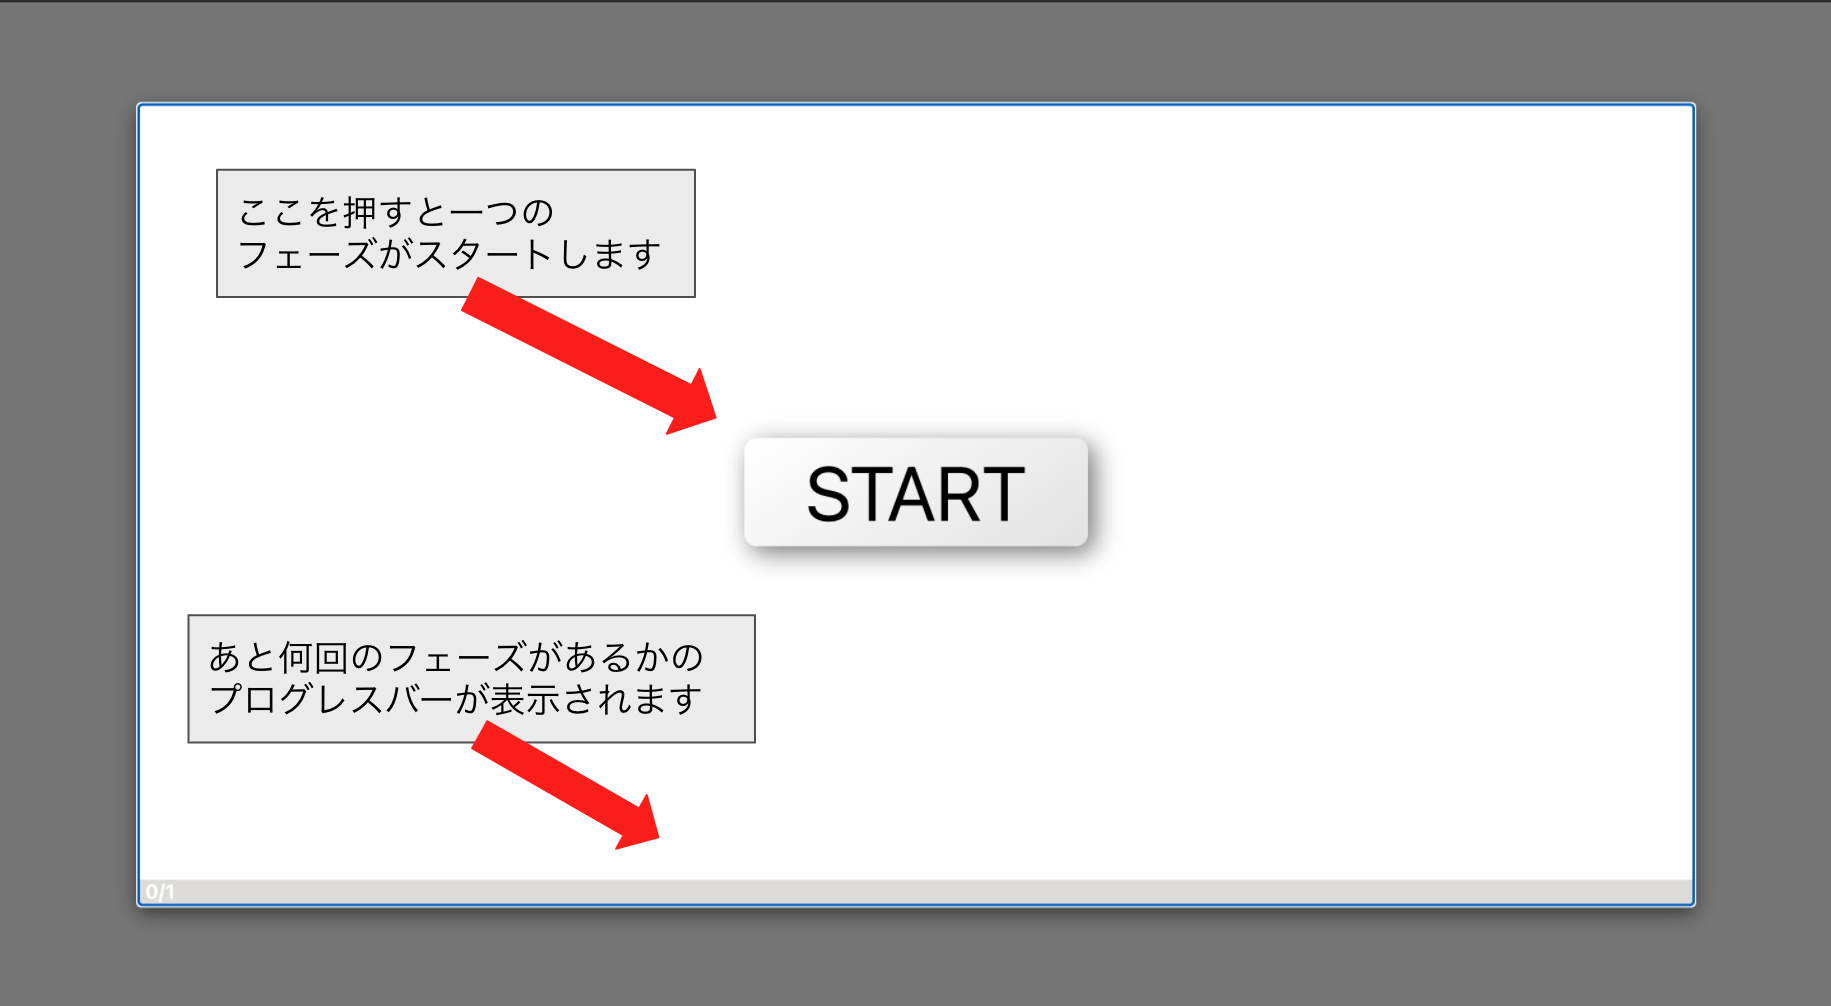 ここを押すと一つの
フェーズがスタートします
START
あと何回のフェーズがあるかの
プログレスバーが表示されます
0/1